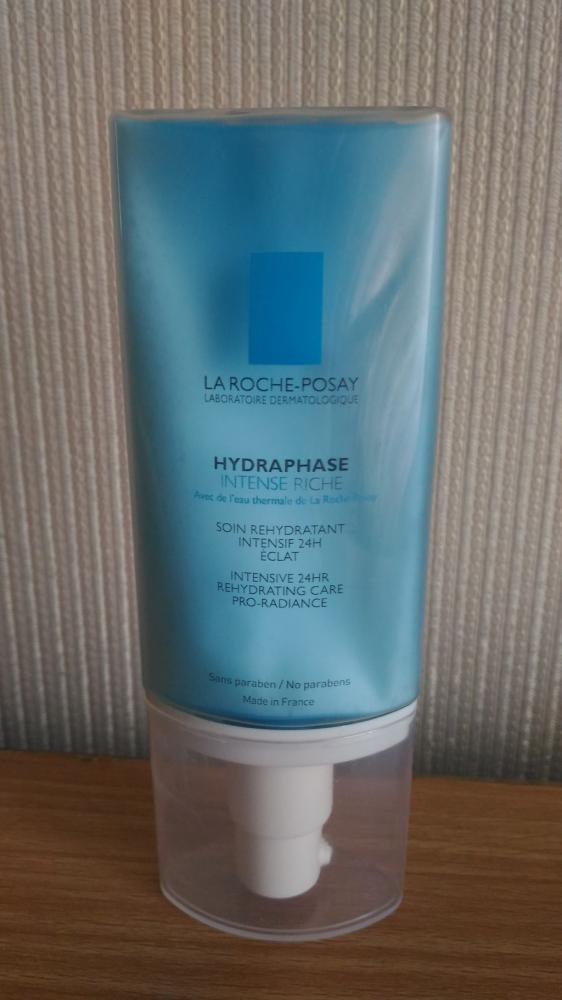 LA ROCHE-POSAY
LABORATOIRE DERMATOLOGIQUE
HYDRAPHASE
INTENSE RICHE
Avec de l'eau thermale de La Roche-Posay
SOIN REHYDRATANT
INTENSIF 24H
ÉCLAT
INTENSIVE 24HR
REHYDRATING CARE
PRO-RADIANCE
Sans paraben / No parabens
Made in France